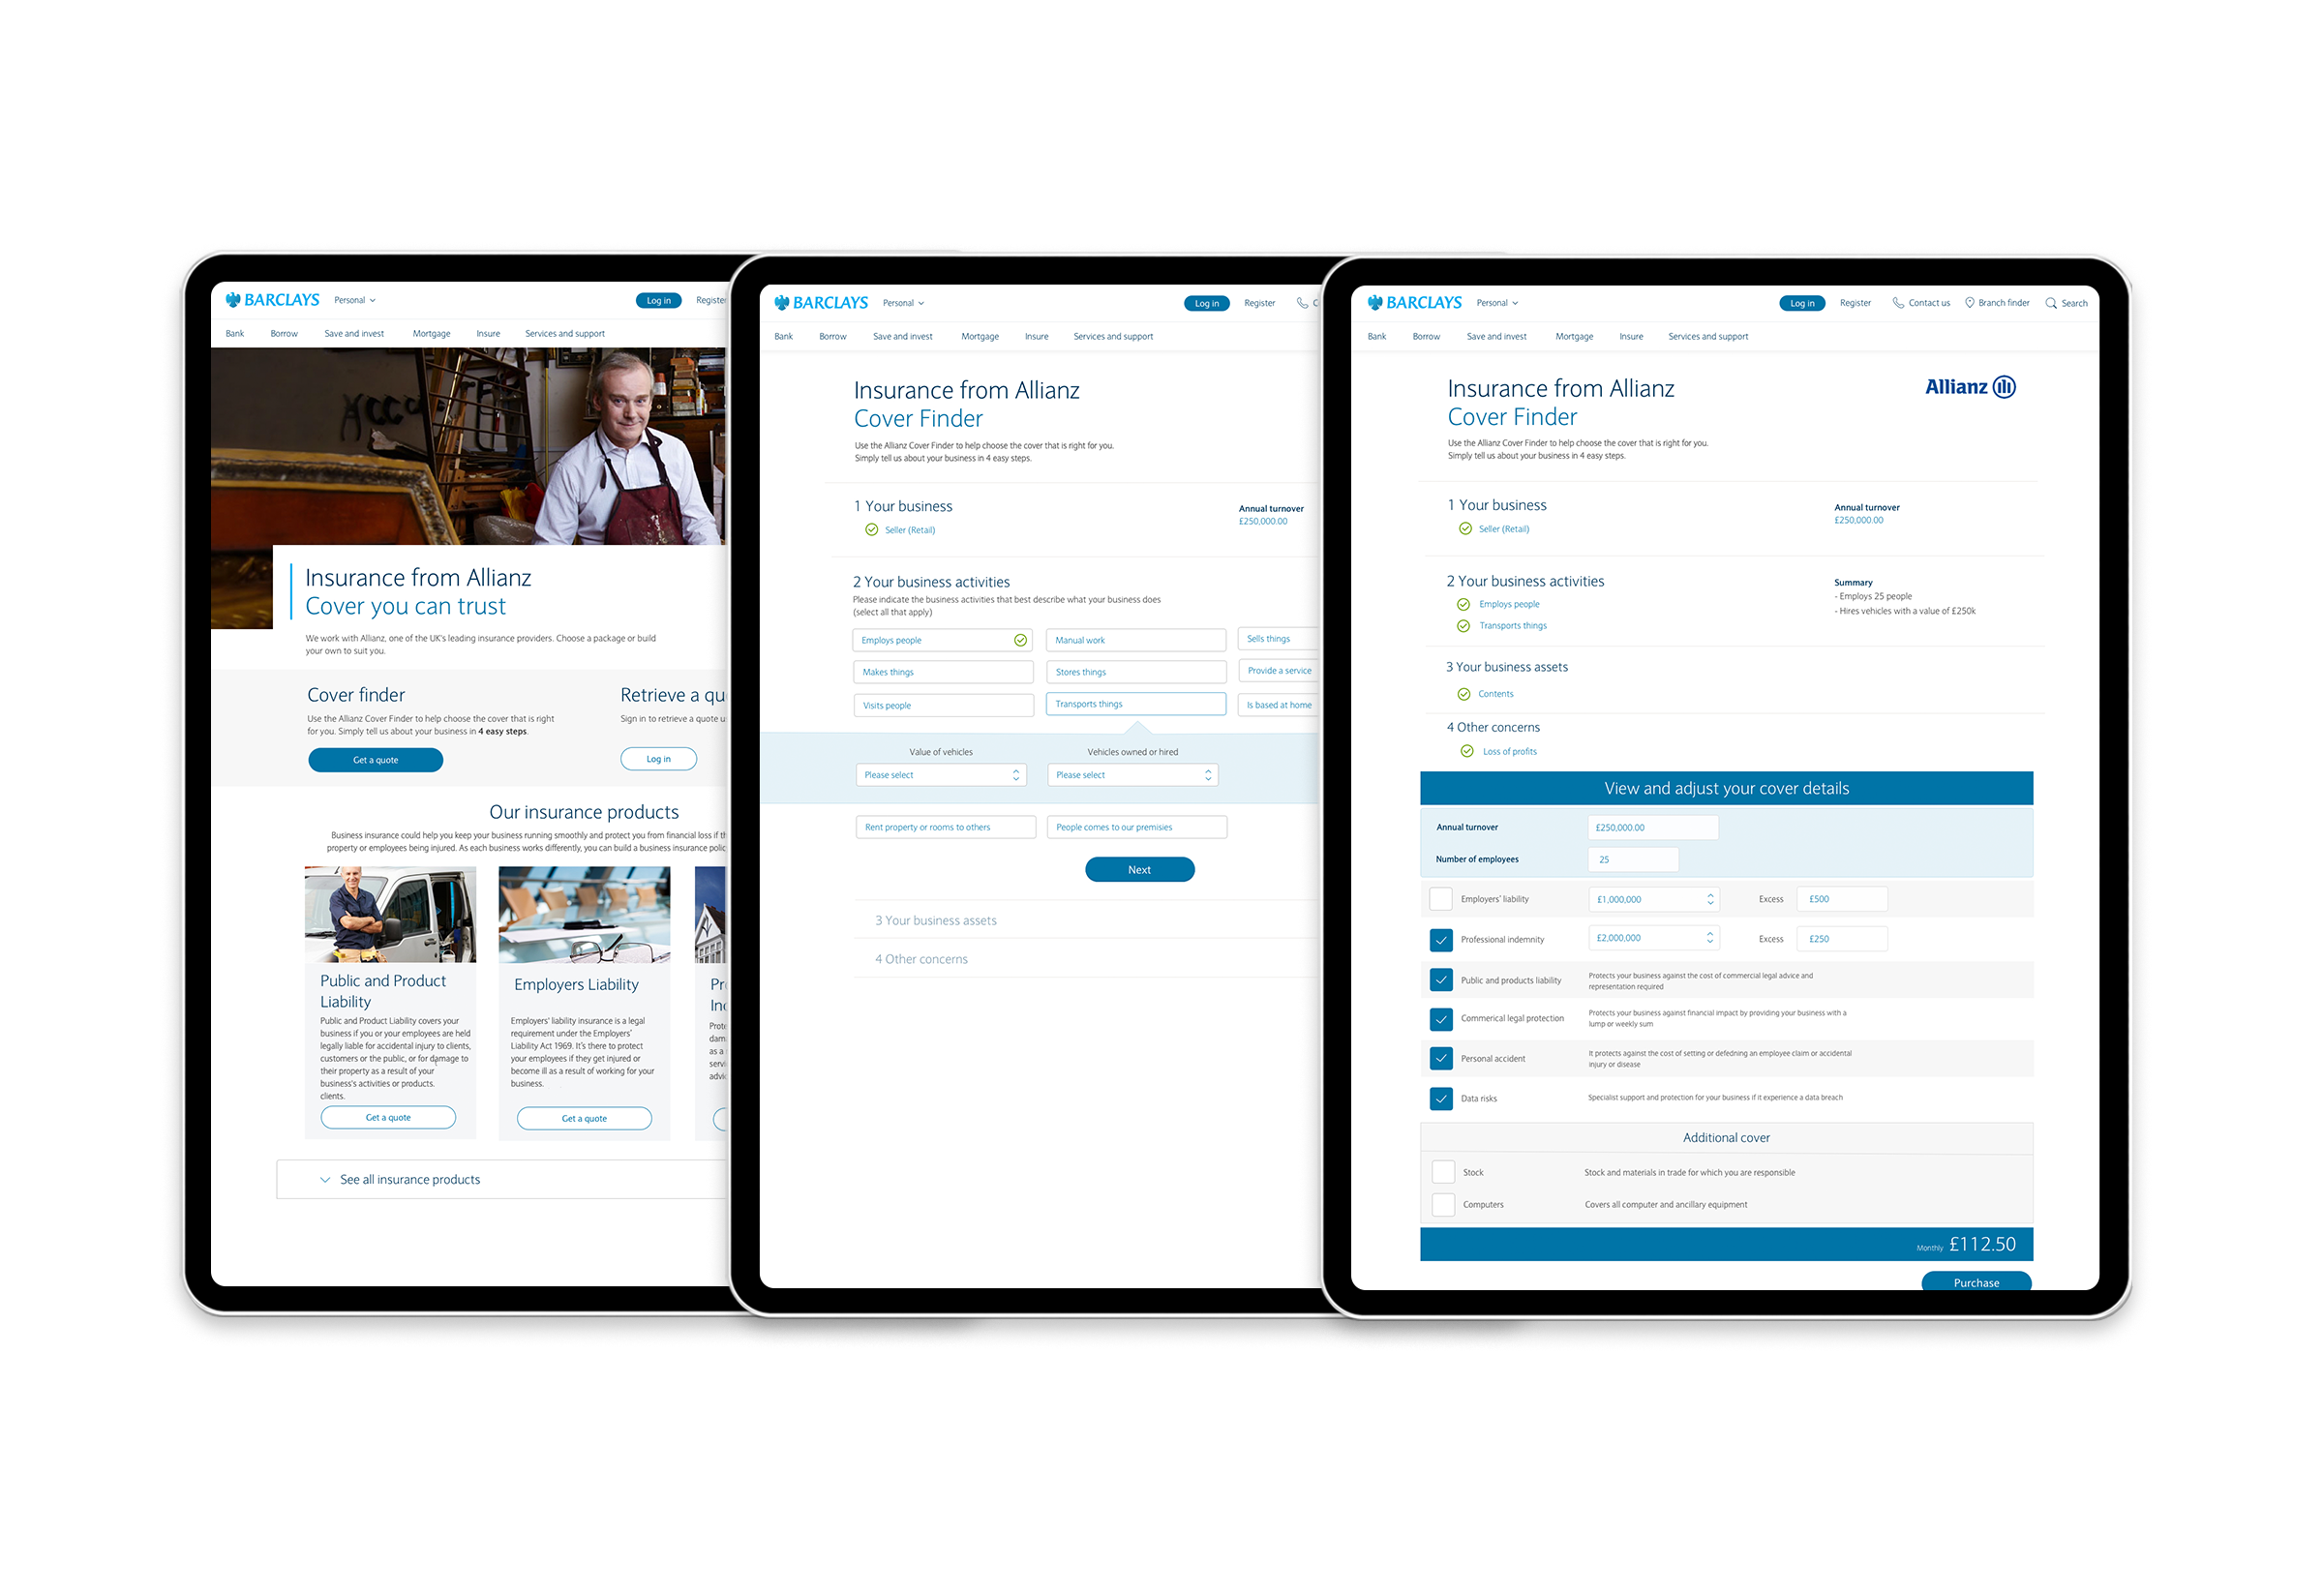 BARCLAYS
Personal
Log in
Bank
Borrow
Save and invest
Mortgage
Insure
Services and support
Insurance from Allianz
Cover you can trust
We work with Allianz, one of the UK's leading insurance providers. Choose a package or build
your own to suit you.
Cover finder
Use the Allianz Cover Finder to help choose the cover that is right
for you. Simply tell us about your business in 4 easy steps.
Get a quote
Retrieve a
Sign in to retrieve a quote
Log in
Our insurance products
Business insurance could help you keep your business running smoothly and protect you from financial loss if
property or employees being injured. As each business works differently, you can build a business insurance
Public and Product
Liability
Public and Product Liability covers your
business if you or your employees are held
legally liable for accidental injury to clients,
customers or the public, or for damage to
their property as a result of your
business's activities or products.
clients.
Get a quote
Employers Liability
Employers' liability insurance is a legal
requirement under the Employers'
Liability Act 1969. It's there to protect
your employees if they get injured or
become ill as a result of working for your
business.
Get a quote
See all insurance products
BARCLAYS
Personal
Log in
Register
Bank
Borrow
Save and invest
Mortgage
Insure
Services and support
Insurance from Allianz
Cover Finder
Use the Allianz Cover Finder to help choose the cover that is right for you.
Simply tell us about your business in 4 easy steps.
1 Your business
Seller (Retail)
Annual turnover
£250,000.00
2 Your business activities
Please indicate the business activities that best describe what your business does
(select all that apply)
Employs people
Manual work
Sells things
Makes things
Stores things
Provide a service
Visits people
Transports things
Is based at home
Value of vehicles
Vehicles owned or hired
Please select
Please select
Rent property or rooms to others
People comes to our premisies
Next
3 Your business assets
4 Other concerns
BARCLAYS
Personal
Log in
Register
Contact us
Branch finder
Search
Bank
Borrow
Save and invest
Mortgage
Insure
Services and support
Insurance from Allianz
Cover Finder
Allianz
Use the Allianz Cover Finder to help choose the cover that is right for you.
Simply tell us about your business in 4 easy steps.
1 Your business
Seller (Retail)
Annual turnover
£250,000.00
2 Your business activities
Employs people
Transports things
Summary
- Employs 25 people
- Hires vehicles with a value of £250k
3 Your business assets
Contents
4 Other concerns
Loss of profits
View and adjust your cover details
Annual turnover
£250,000.00
Number of employees
25
Employers' liability
£1,000,000
Excess
£500
Professional indemnity
£2,000,000
Excess
£250
Public and products liability
Protects your business against the cost of commercial legal advice and
representation required
Commerical legal protection
Protects your business against financial impact by providing your business with a
lump or weekly sum
Personal accident
It protects against the cost of setting or defedning an employee claim or accidental
injury or disease
Data risks
Specialist support and protection for your business if it experience a data breach
Additional cover
Stock
Stock and materials in trade for which you are responsible
Computers
Covers all computer and ancillary equipment
Monthly £112.50
Purchase